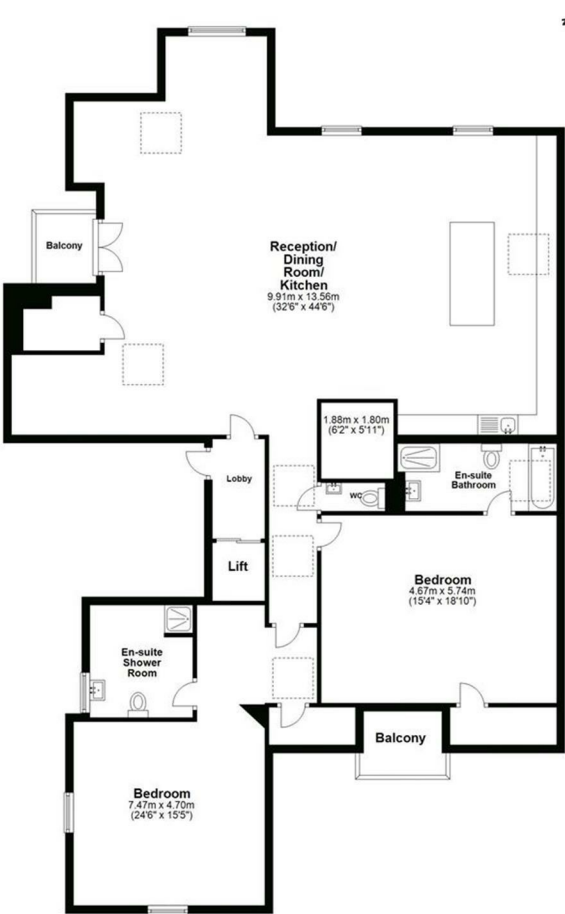 Balcony
Reception/
Dining
Room/
Kitchen
9.91m x 13.56m
(32'6" x 44'6")
1.88m x 1.80m
(6'2" x 5'11")
Lobby
WC
En-suite
Bathroom
Lift
Bedroom
4.67m x 5.74m
(15'4" x 18'10")
En-suite
Shower
Room
Balcony
Bedroom
7.47m x 4.70m
(24'6" x 15'5")